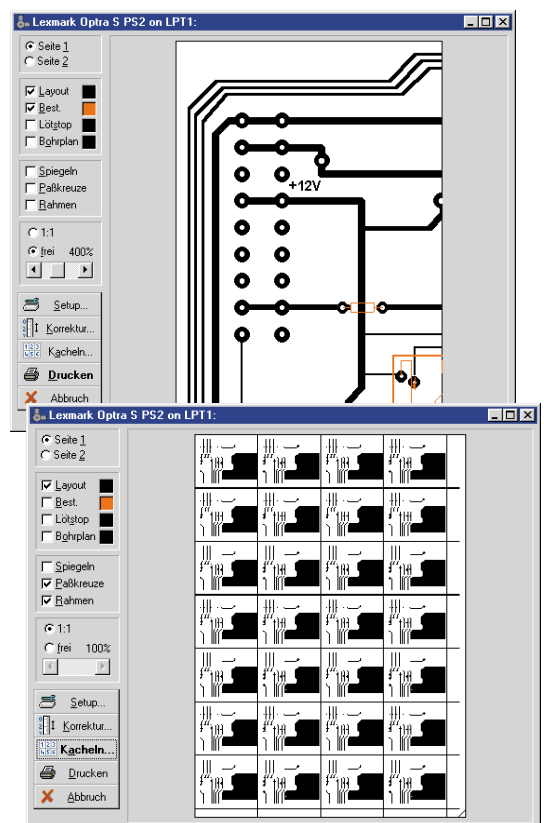 Lexmark Optra S PS2 on LPT1:
Seite 1
Seite 2
Layout
Best.
Lötstop
Bohrplan
Spiegeln
Paßkreuze
Rahmen
1:1
frei 400%
Setup...
Korrektur...
Kacheln...
Drucken
Abbruch
+12V
Lexmark Optra S PS2 on LPT1:
Seite 1
Seite 2
Layout
Best.
Lötstop
Bohrplan
Spiegeln
Paßkreuze
Rahmen
1:1
frei 100%
Setup...
Korrektur...
Kacheln...
Drucken
Abbruch